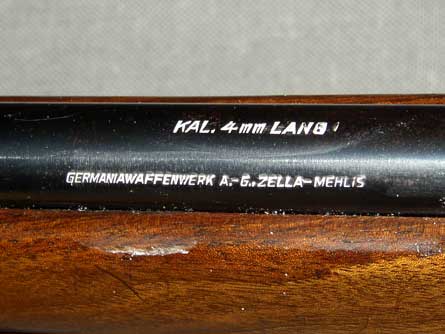 KAL. 4mm LANG
GERMANIAWAFFENWERK A.-G. ZELLA-MEHLIS